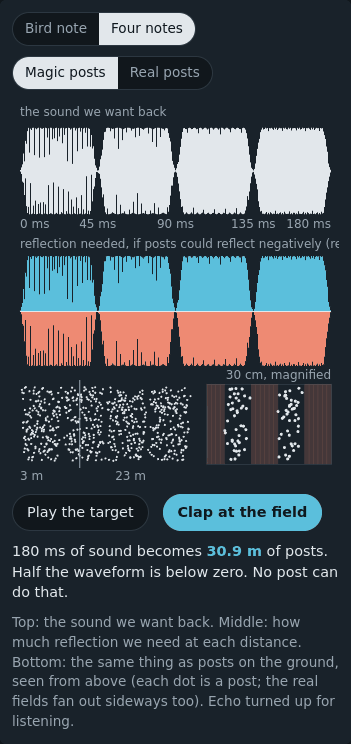 Bird note Four notes
Magic posts Real posts
the sound we want back
0 ms 45 ms 90 ms 135 ms 180 ms
reflection needed, if posts could reflect negatively (re
30 cm, magnified
3 m 23 m
Play the target Clap at the field
180 ms of sound becomes 30.9 m of posts.
Half the waveform is below zero. No post can
do that.
Top: the sound we want back. Middle: how
much reflection we need at each distance.
Bottom: the same thing as posts on the ground,
seen from above (each dot is a post; the real
fields fan out sideways too). Echo turned up for
listening.